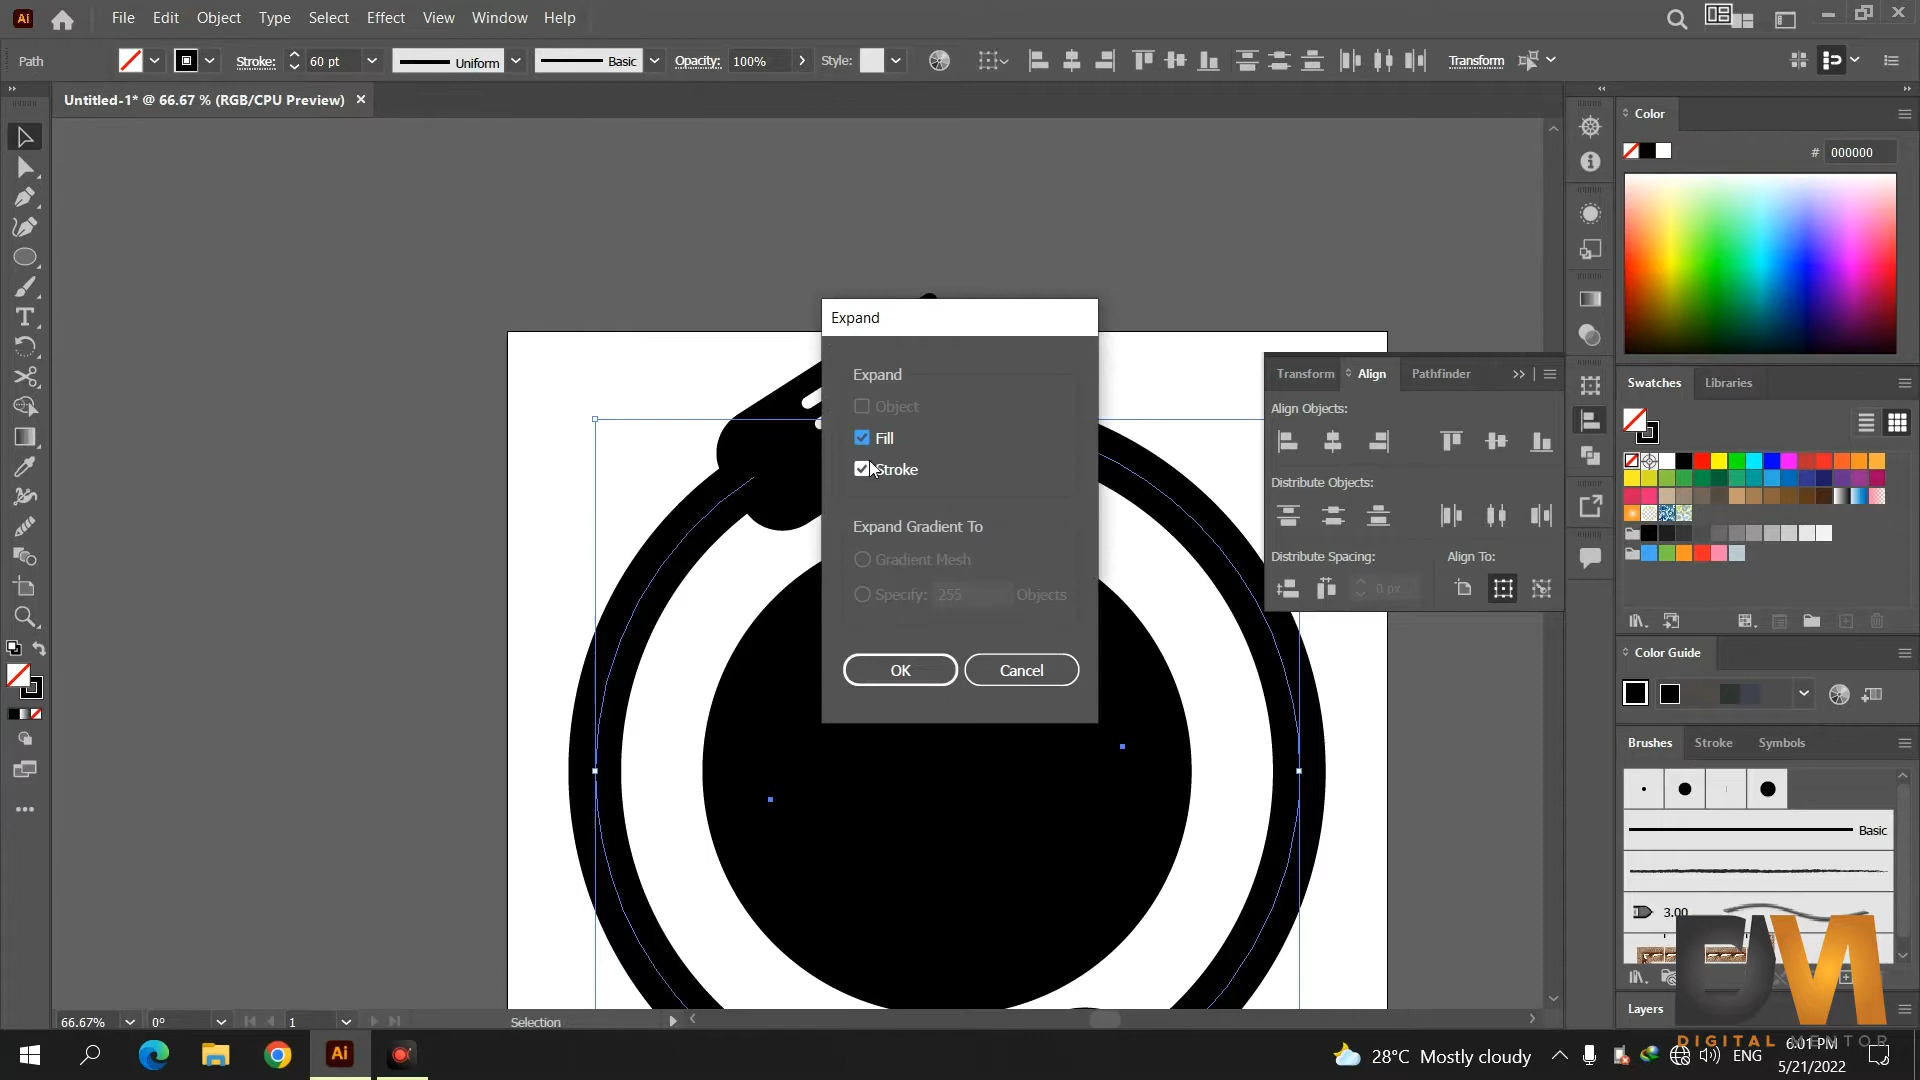 File Edit Object Type Select Effect View Window Help
Path Stroke: 60 pt Uniform Basic Opacity: 100% Style: Transform
Untitled-1* @ 66.67 % (RGB/CPU Preview)
Color
# 000000
Expand
Expand
Object
Fill
Stroke
Expand Gradient To
Gradient Mesh
Specify: 255 Objects
OK Cancel
Transform Align Pathfinder
Align Objects:
Distribute Objects:
Distribute Spacing: Align To:
0 px
Swatches Libraries
Color Guide
Brushes Stroke Symbols
Basic
3.00
Layers
66.67% 0° 1 Selection
DIGITAL MENTOR
28°C Mostly cloudy ENG 6:01 PM
5/21/2022